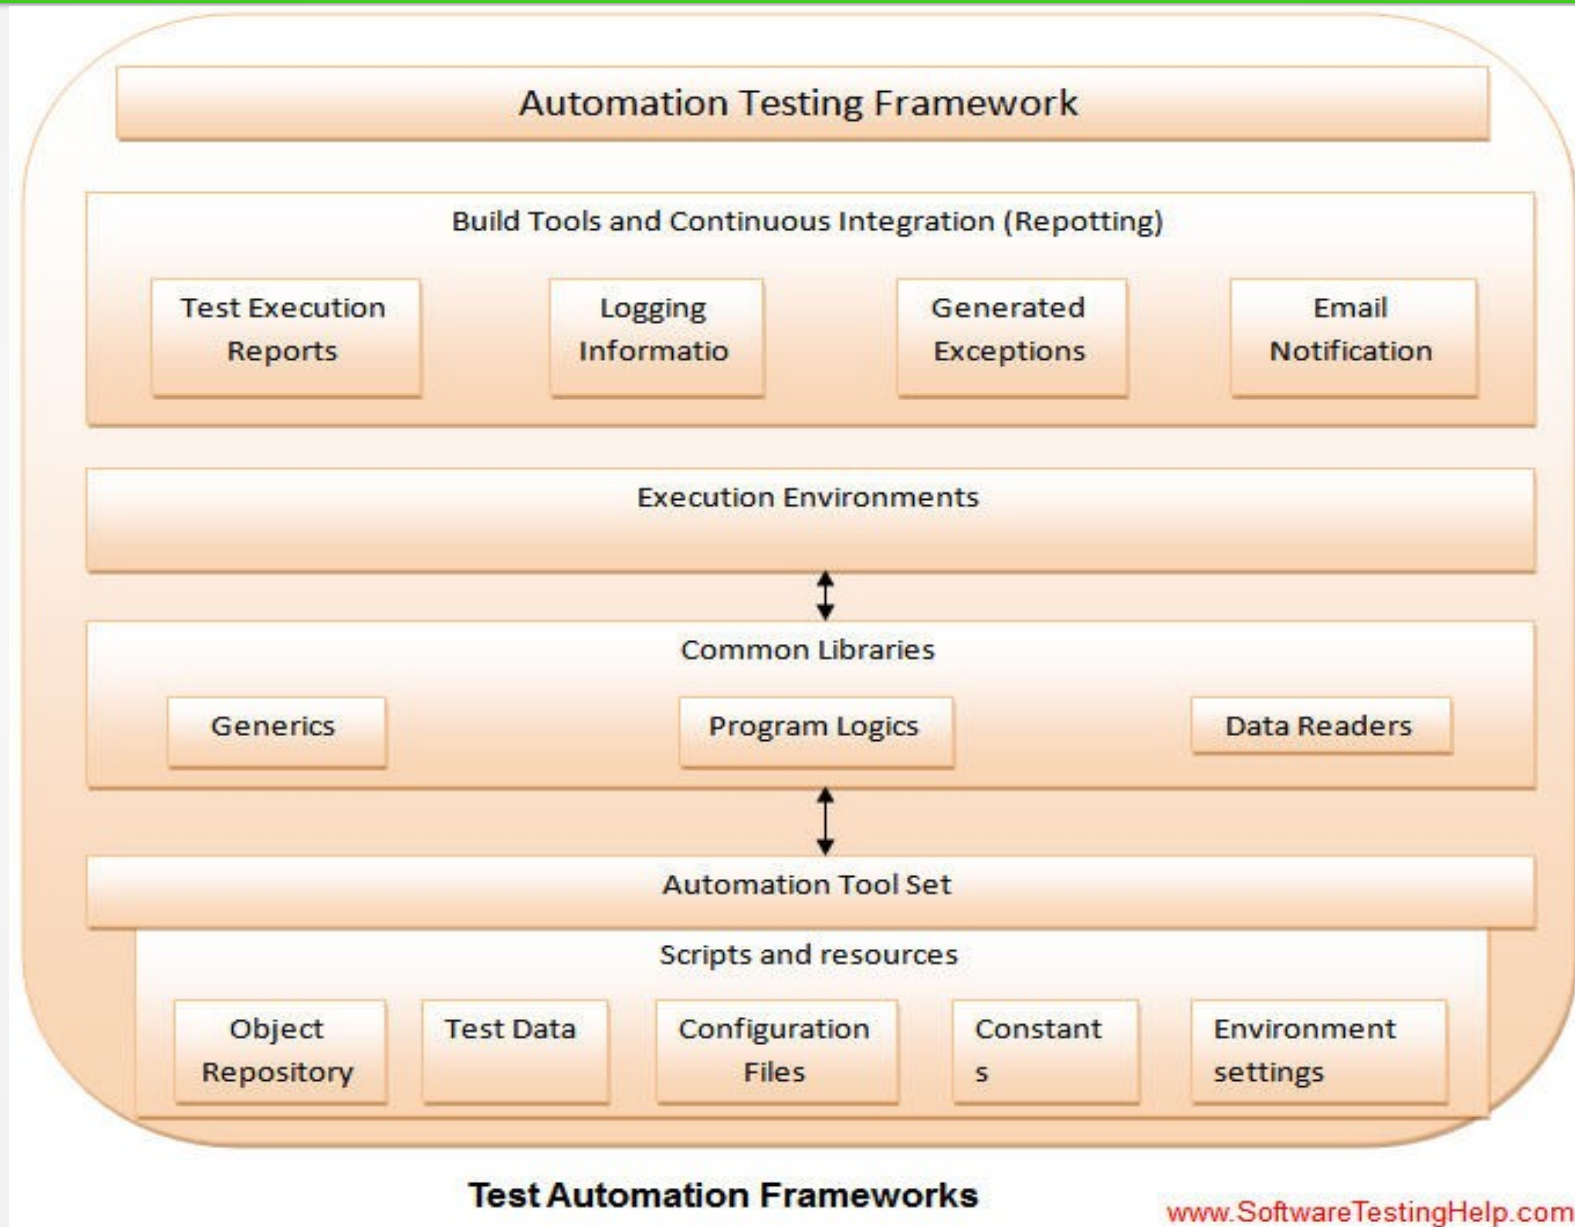 Automation Testing Framework
Build Tools and Continuous Integration (Repotting)
Test Execution
Reports
Logging
Informatio
Generated
Exceptions
Email
Notification
Execution Environments
Common Libraries
Generics
Program Logics
Data Readers
Automation Tool Set
Scripts and resources
Object
Repository
Test Data
Configuration
Files
Constant
s
Environment
settings
Test Automation Frameworks
www.SoftwareTestingHelp.com